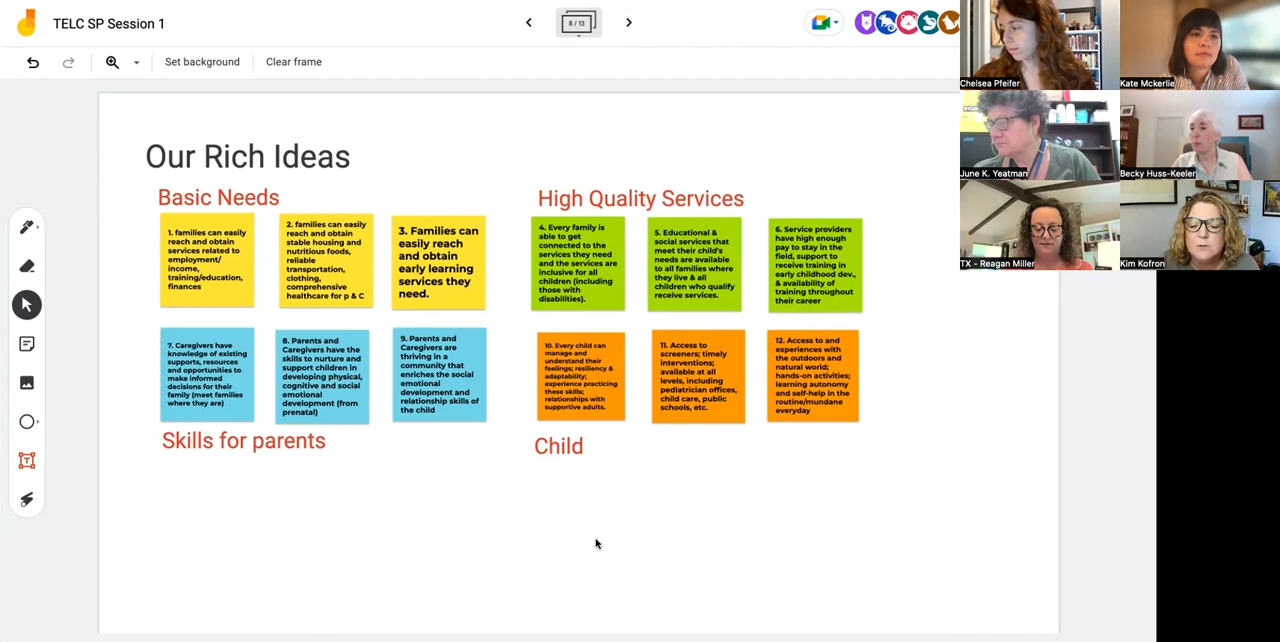 TELC SP Session 1
8 / 13
Set background
Clear frame
Our Rich Ideas
Basic Needs
High Quality Services
1. families can easily
reach and obtain
services related to
employment/
income,
training/education,
finances
2. families can easily
reach and obtain
stable housing and
nutritious foods,
reliable
transportation,
clothing,
comprehensive
healthcare for p & C
3. Families can
easily reach
and obtain
early learning
services they
need.
4. Every family is
able to get
connected to the
services they need
and the services are
inclusive for all
children (including
those with
disabilities).
5. Educational &
social services that
meet their child's
needs are available
to all families where
they live & all
children who qualify
receive services.
6. Service providers
have high enough
pay to stay in the
field, support to
receive training in
early childhood dev.,
& availability of
training throughout
their career
7. Caregivers have
knowledge of existing
supports, resources
and opportunities to
make informed
decisions for their
family (meet families
where they are)
8. Parents and
Caregivers have the
skills to nurture and
support children in
developing physical,
cognitive and social
emotional
development (from
prenatal)
9. Parents and
Caregivers are
thriving in a
community that
enriches the social
emotional
development and
relationship skills of
the child
10. Every child can
manage and
understand their
feelings; resiliency &
adaptability;
experience practicing
these skills;
relationships with
supportive adults.
11. Access to
screeners; timely
interventions;
available at all
levels, including
pediatrician offices,
child care, public
schools, etc.
12. Access to and
experiences with
the outdoors and
natural world;
hands-on activities;
learning autonomy
and self-help in the
routine/mundane
everyday
Skills for parents
Child
Chelsea Pfeifer
Kate Mckerlie
June K. Yeatman
Becky Huss-Keeler
TX - Reagan Miller
Kim Kofron